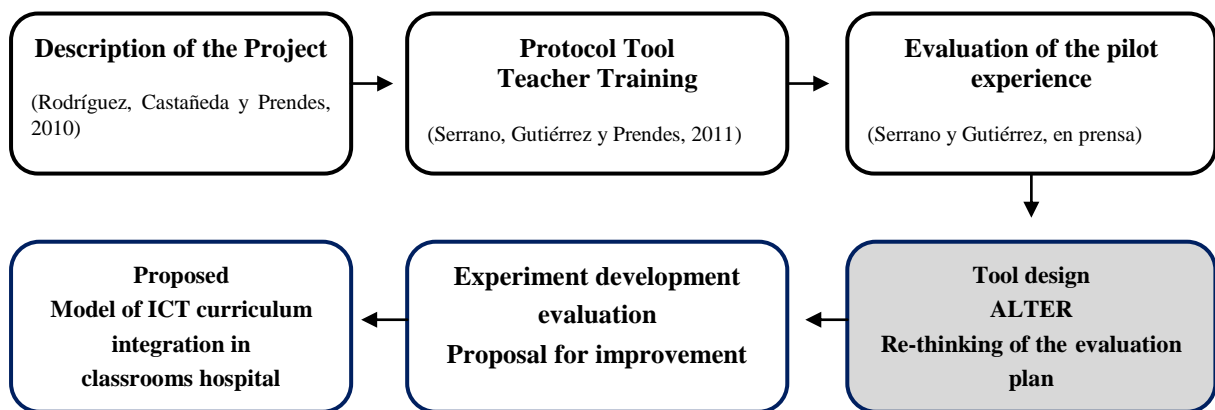 Description of the Project
(Rodríguez, Castañeda y Prendes,
2010)
Protocol Tool
Teacher Training
(Serrano, Gutiérrez y Prendes, 2011)
Evaluation of the pilot
experience
(Serrano y Gutiérrez, en prensa)
Proposed
Model of ICT curriculum
integration in
classrooms hospital
Experiment development
evaluation
Proposal for improvement
Tool design
ALTER
Re-thinking of the evaluation
plan